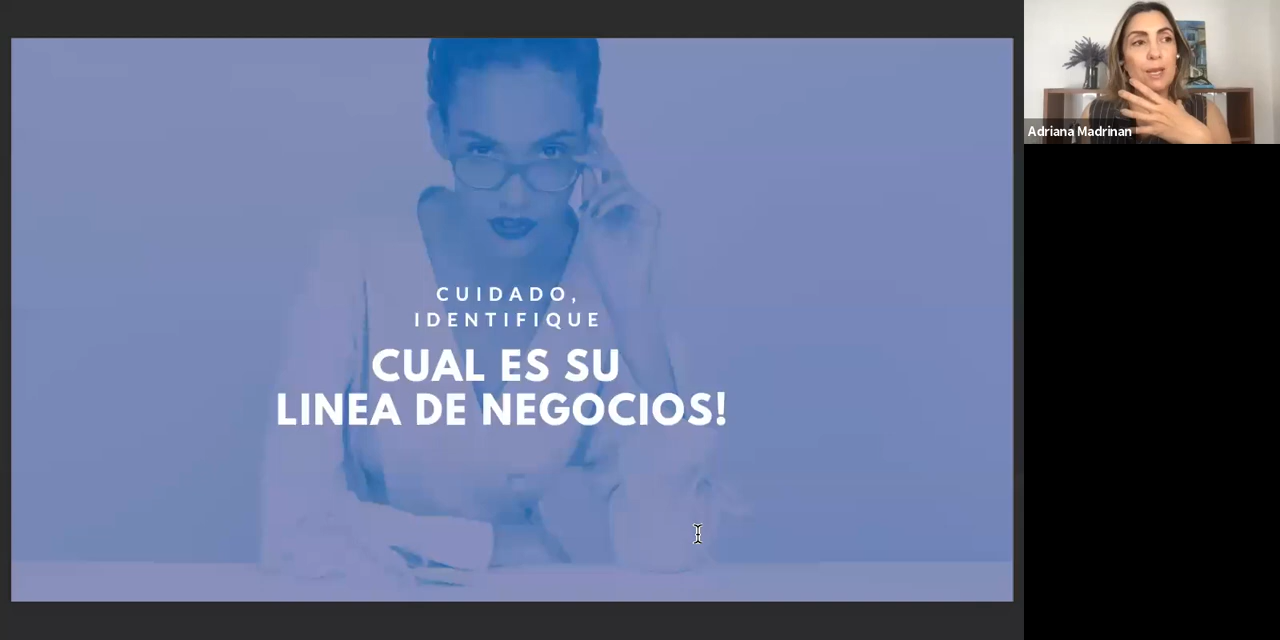 CUIDADO,
IDENTIFIQUE
CUAL ES SU
LINEA DE NEGOCIOS!
Adriana Madrinan